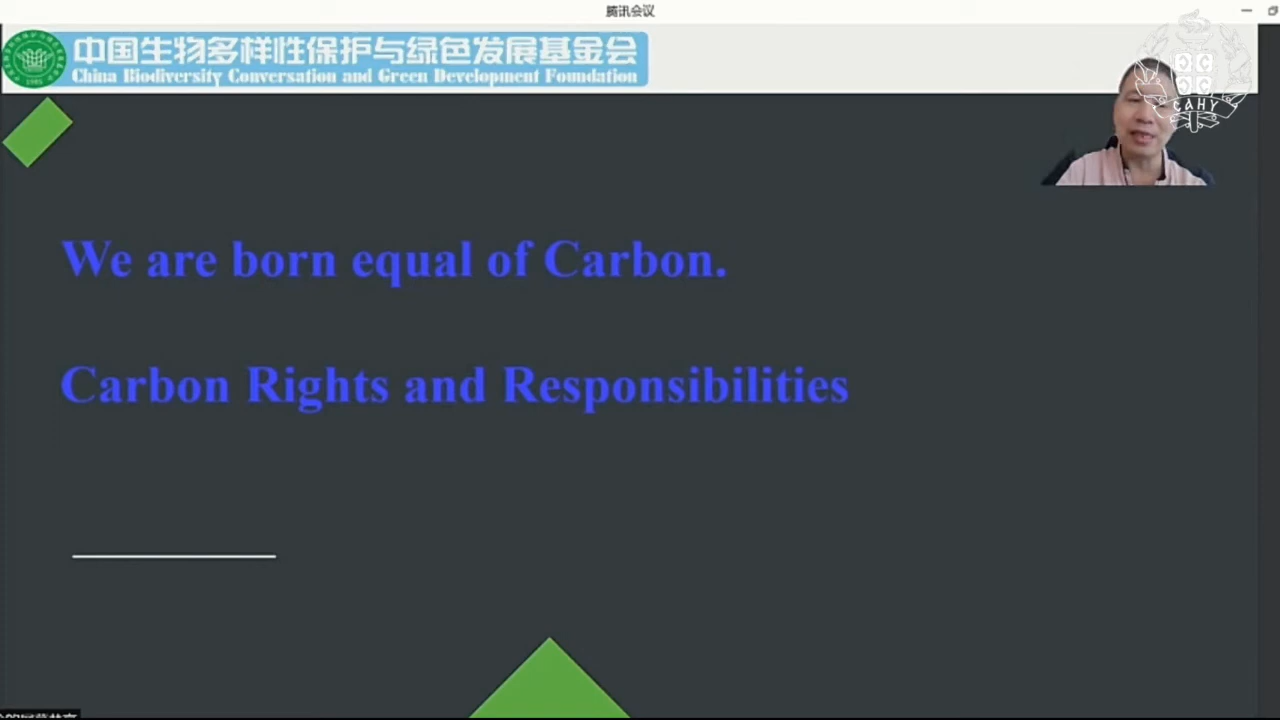 腾讯会议
中国生物多样性保护与绿色发展基金会
China Biodiversity Conversation and Green Development Foundation
1985
САНУ
We are born equal of Carbon.
Carbon Rights and Responsibilities